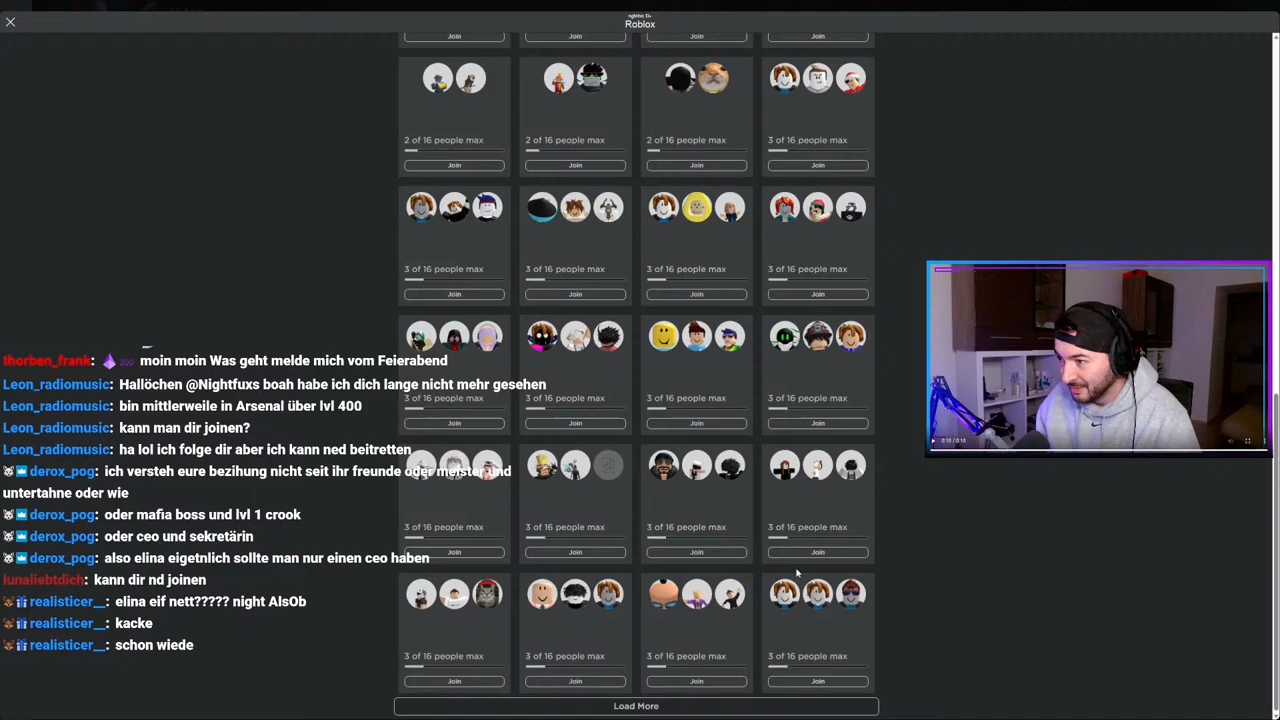 Roblox
Join Join Join Join
2 of 16 people max 2 of 16 people max 2 of 16 people max 3 of 16 people max
Join Join Join Join
3 of 16 people max 3 of 16 people max 3 of 16 people max 3 of 16 people max
Join Join Join Join
thorben_frank: 200 moin moin Was geht melde mich vom Feierabend
Leon_radiomusic: Hallöchen @Nightfuxs boah habe ich dich lange nicht mehr gesehen
3 of 16 people max 3 of 16 people max 3 of 16 people max 3 of 16 people max
Leon_radiomusic: bin mittlerweile in Arsenal über lvl 400
Join Join Join Join
Leon_radiomusic: kann man dir joinen?
Leon_radiomusic: ha lol ich folge dir aber ich kann ned beitretten
derox_pog: ich versteh eure bezihung nicht seit ihr freunde oder meister und
untertahne oder wie
derox_pog: oder mafia boss und lvl 1 crook
3 of 16 people max 3 of 16 people max 3 of 16 people max 3 of 16 people max
derox_pog: oder ceo und sekretärin
Join Join Join Join
derox_pog: also elina eigetnlich sollte man nur einen ceo haben
lunaliebtdich: kann dir nd joinen
realisticer__: elina eif nett????? night AlsOb
realisticer__: kacke
realisticer__: schon wiede
3 of 16 people max 3 of 16 people max 3 of 16 people max 3 of 16 people max
Join Join Join Join
Load More
0:10 / 0:10